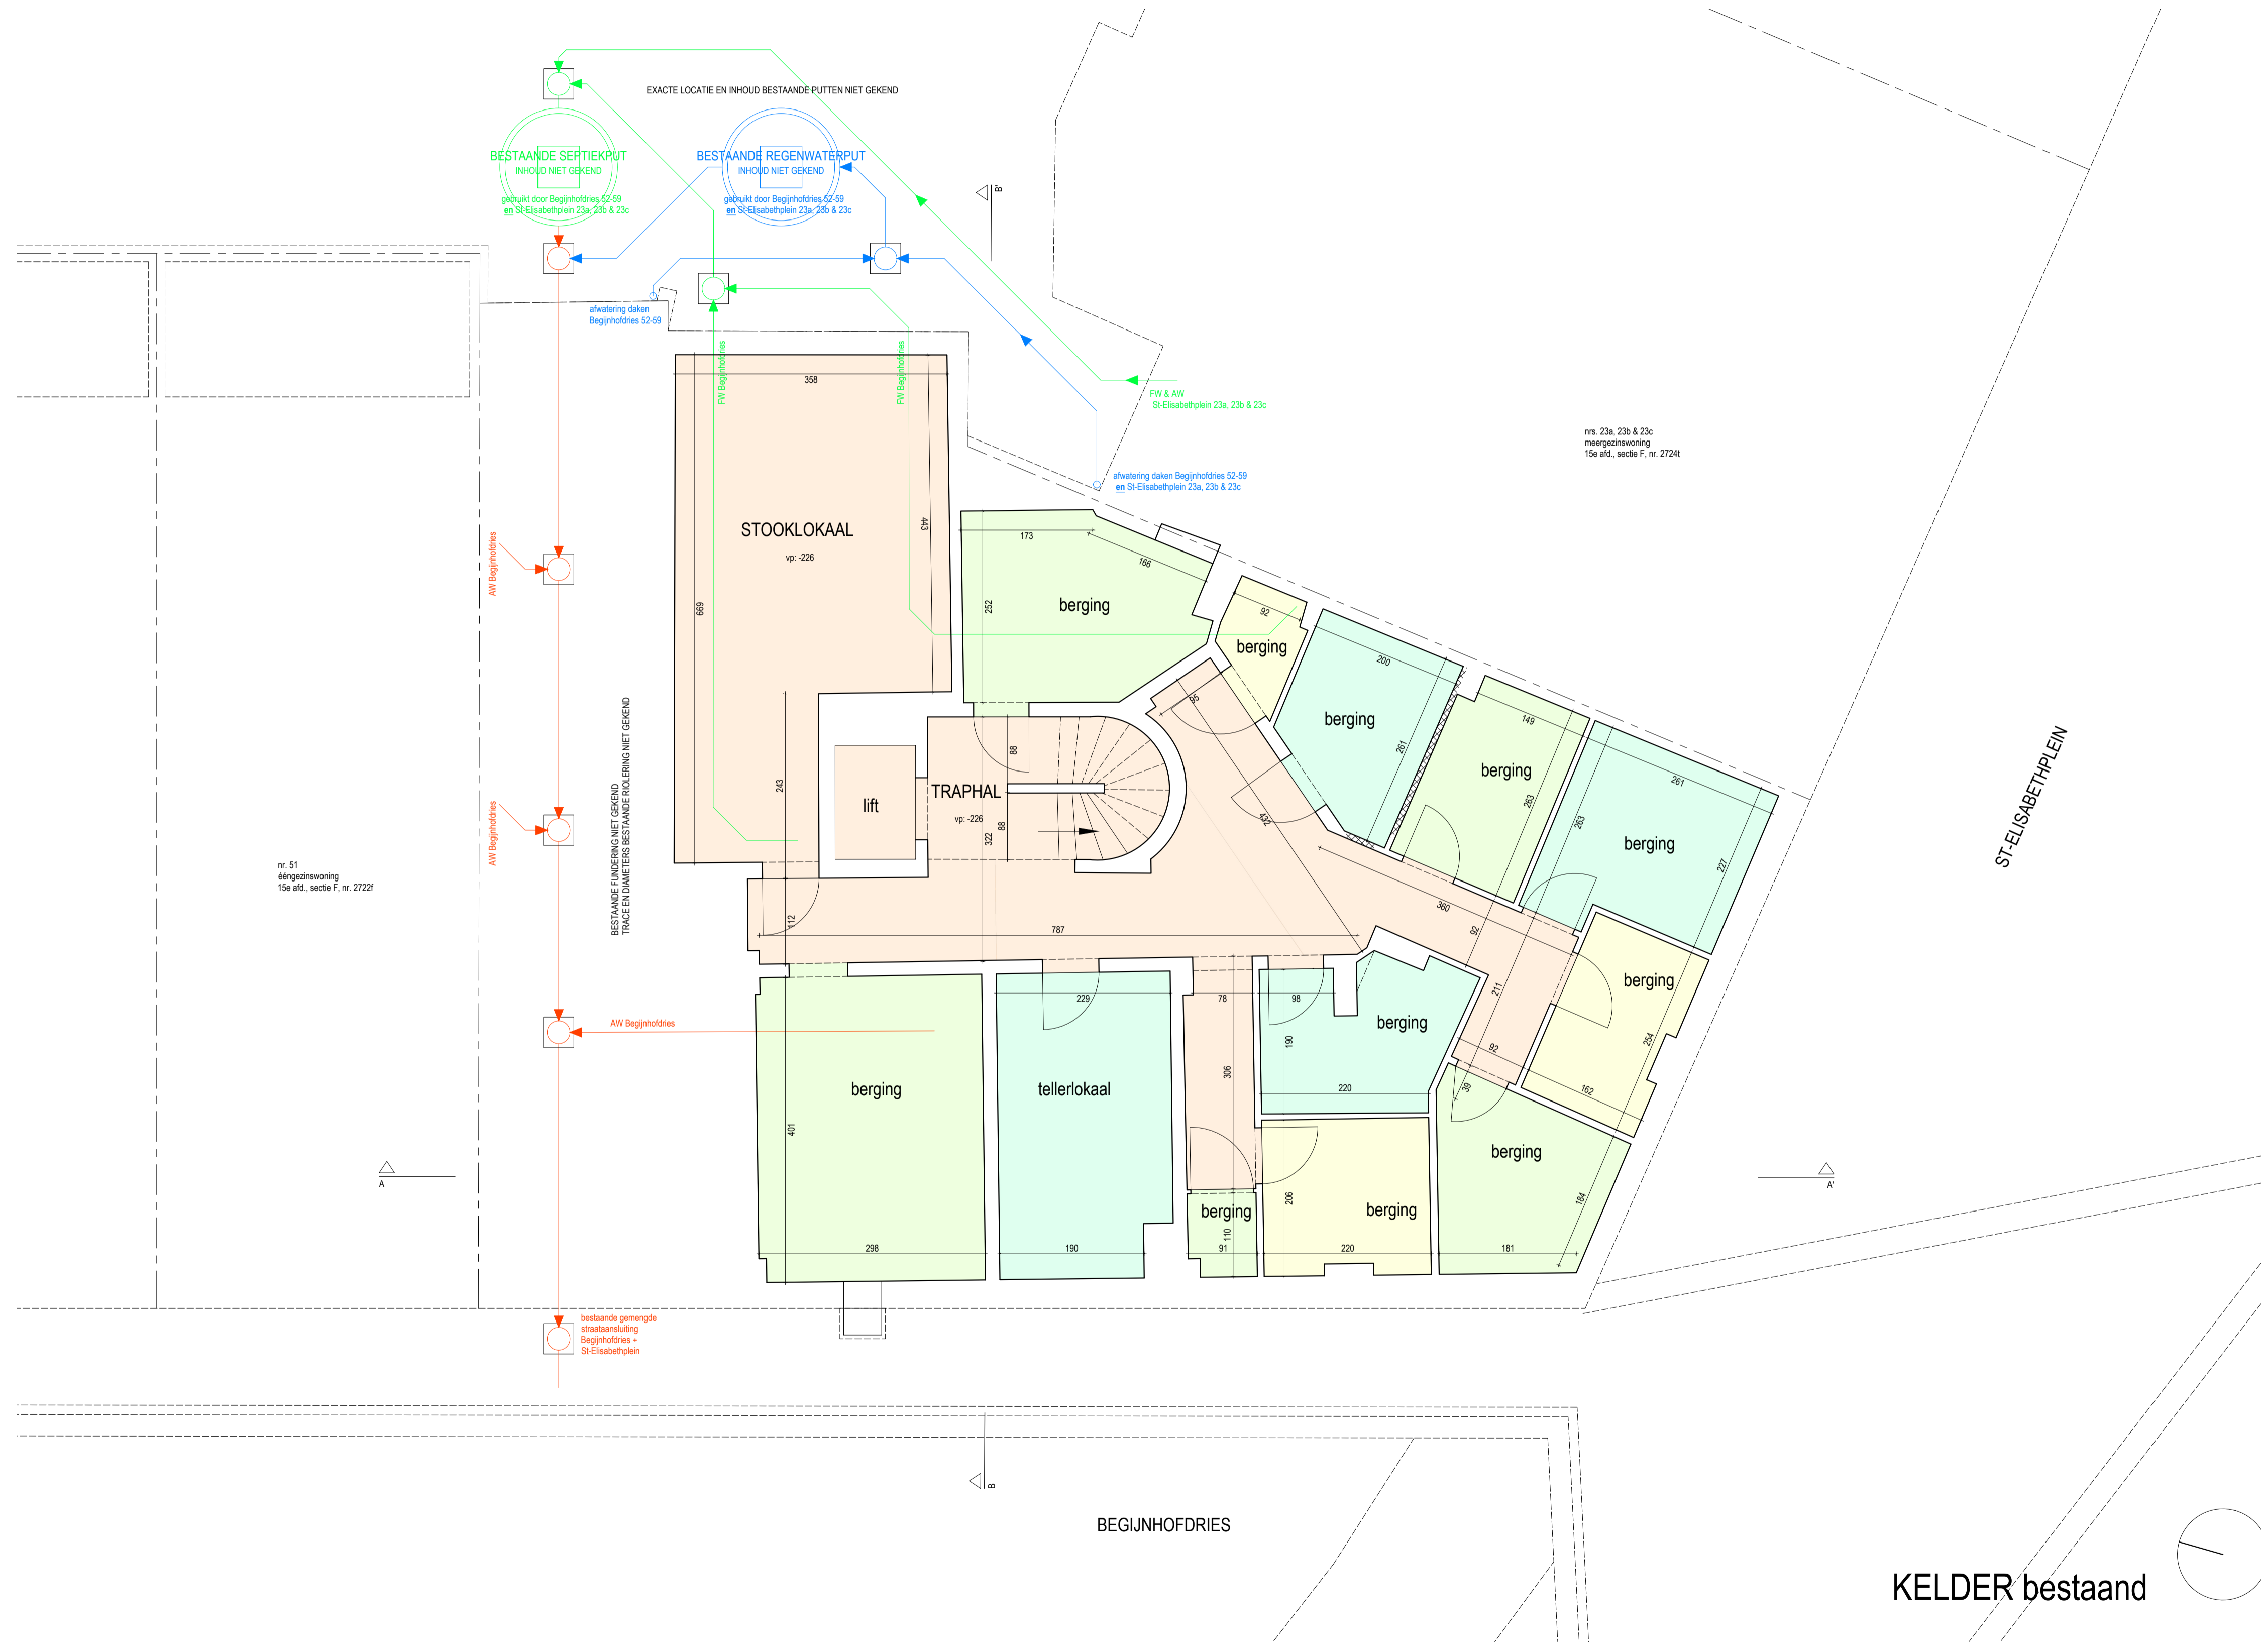 EXACTE LOCATIE EN INHOUD BESTAANDE PUTTEN NIET GEKEND
BESTAANDE SEPTIEKPUT
INHOUD NIET GEKEND
gebruikt door Begijnhofdries 52-59
en St-Elisabethplein 23a, 23b & 23c
BESTAANDE REGENWATERPUT
INHOUD NIET GEKEND
gebruikt door Begijnhofdries 52-59
en St-Elisabethplein 23a, 23b & 23c
B'
afwatering daken
Begijnhofdries 52-59
FW Begijnhofdries
FW Begijnhofdries
358
FW & AW
St-Elisabethplein 23a, 23b & 23c
nrs. 23a, 23b & 23c
meergezinswoning
15e afd., sectie F, nr. 2724t
afwatering daken Begijnhofdries 52-59
en St-Elisabethplein 23a, 23b & 23c
STOOKLOKAAL
vp: -226
443
669
173
166
252
berging
AW Begijnhofdries
92
berging
200
berging
261
95
149
berging
263
261
berging
263
227
ST-ELISABETHPLEIN
BESTAANDE FUNDERING NIET GEKEND
TRACE EN DIAMETERS BESTAANDE RIOLERING NIET GEKEND
243
lift
TRAPHAL
vp: -226
88
88
322
432
AW Begijnhofdries
nr. 51
ééngezinswoning
15e afd., sectie F, nr. 2722f
112
787
360
92
211
berging
254
92
162
39
229
78
98
berging
190
220
306
AW Begijnhofdries
berging
401
298
tellerlokaal
190
berging
110
91
206
berging
220
berging
184
181
A
A'
bestaande gemengde
straataansluiting
Begijnhofdries +
St-Elisabethplein
B
BEGIJNHOFDRIES
KELDER bestaand